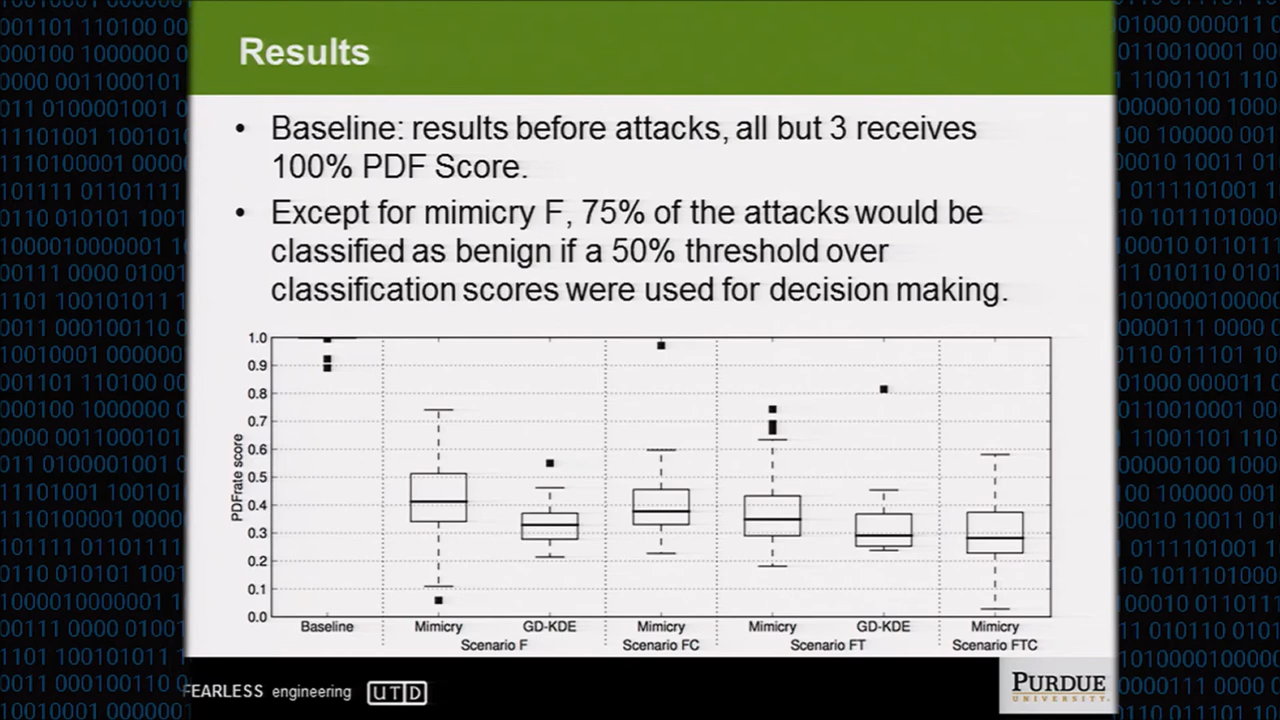 Results
• Baseline: results before attacks, all but 3 receives
100% PDF Score.
• Except for mimicry F, 75% of the attacks would be
classified as benign if a 50% threshold over
classification scores were used for decision making.
PDFrate score
1.0
0.9
0.8
0.7
0.6
0.5
0.4
0.3
0.2
0.1
0.0
Baseline Mimicry GD-KDE Mimicry Mimicry GD-KDE Mimicry
Scenario F Scenario FC Scenario FT Scenario FTC
FEARLESS engineering UTD
PURDUE
UNIVERSITY